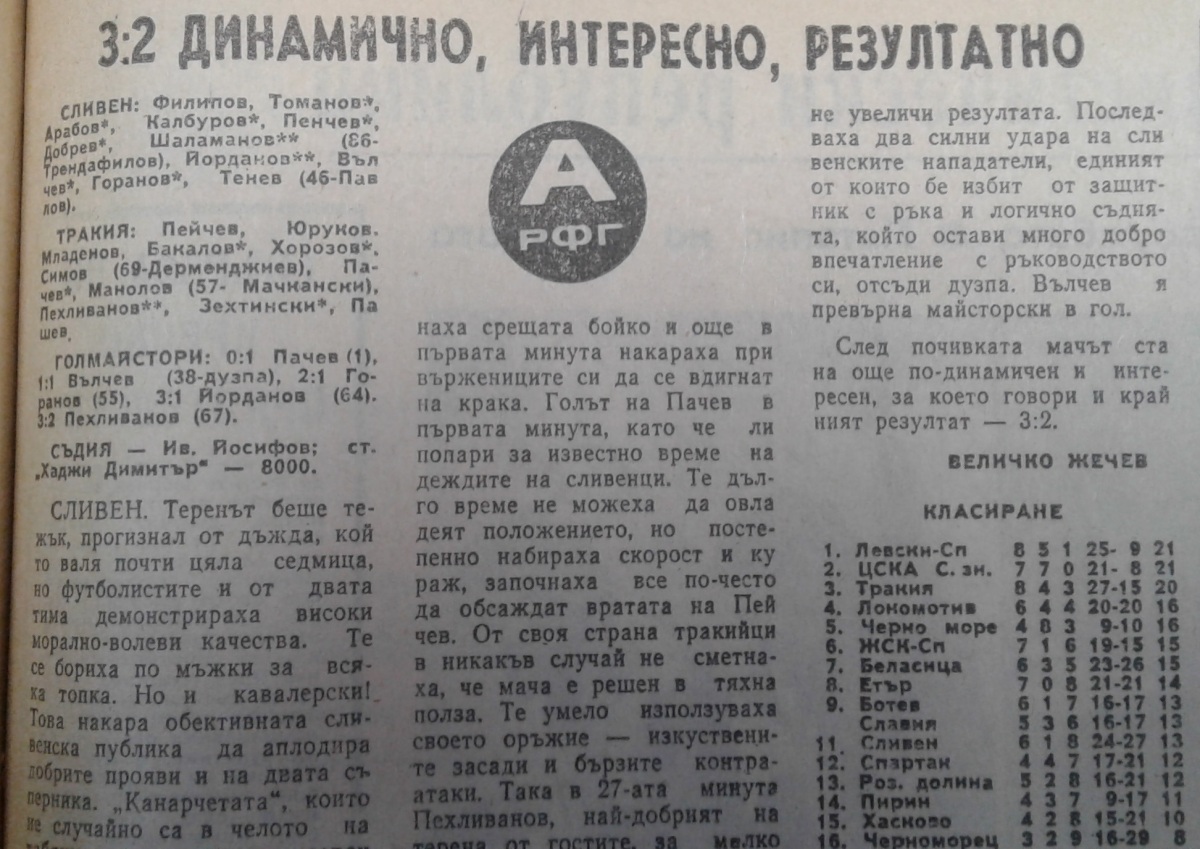 3:2 ДИНАМИЧНО, ИНТЕРЕСНО, РЕЗУЛТАТНО
СЛИВЕН: Филипов, Томанов*,
Арабов*, Калбуров*, Пенчев*,
Добрев*, Шаламанов** (86-
Трендафилов), Йорданов**, Въл
чев*, Горанов*, Тенев (46-Пав
лов).
ТРАКИЯ: Пейчев, Юруков.
Младенов, Бакалов*, Хорозов*,
Симов (69-Дерменджиев), Па-
чев*, Манолов (57- Мачкански),
Пехливанов**, Зехтински*, Па
шев.
ГОЛМАЙСТОРИ: 0:1 Пачев (1),
1:1 Вълчев (38-дузпа), 2:1 Го-
ранов (55), 3:1 Йорданов (64).
3:2 Пехливанов (67).
СЪДИЯ — Ив. Йосифов; ст.
„Хаджи Димитър“ — 8000.
СЛИВЕН. Теренът беше те-
жък, прогизнал от дъжда, кой
то валя почти цяла седмица,
но футболистите и от двата
тима демонстрираха високи
морално-волеви качества. Те
се бориха по мъжки за вся-
ка топка. Но и кавалерски!
Това накара обективната сли-
венска публика да аплодира
добрите прояви и на двата съ
перника. „Канарчетата“, които
не случайно са в челото на
А
РФГ
наха срещата бойко и още в
първата минута накараха при
вържениците си да се вдигнат
на крака. Голът на Пачев в
първата минута, като че ли
попари за известно време на
деждите на сливенци. Те дъл-
го време не можеха да овла
деят положението, но посте-
пенно набираха скорост и ку
раж, започнаха все по-често
да обсаждат вратата на Пей
чев. От своя страна тракийци
в никакъв случай не сметна-
ха, че мача е решен в тяхна
полза. Те умело използуваха
своето оръжие — изкуствени-
те засади и бързите контра-
атаки. Така в 27-ата минута
Пехливанов, най-добрият на
терена от гостите, за малко
не увеличи резултата. Послед-
ваха два силни удара на сли
венските нападатели, единият
от които бе избит от защит-
ник с ръка и логично съдия-
та, който остави много добро
впечатление с ръководството
си, отсъди дузпа. Вълчев я
превърна майсторски в гол.
След почивката мачът ста
на още по-динамичен и инте-
ресен, за което говори и край
ният резултат — 3:2.
ВЕЛИЧКО ЖЕЧЕВ
КЛАСИРАНЕ
1. Левски-Сп 8 5 1 25- 9 21
2. ЦСКА С. зн. 7 7 0 21- 8 21
3. Тракия 8 4 3 27-15 20
4. Локомотив 6 4 4 20-20 16
5. Черно море 4 8 3 9-10 16
6. ЖСК-Сп 7 1 6 19-15 15
7. Беласица 6 3 5 23-26 15
8. Етър 7 0 8 21-21 14
9. Ботев 6 1 7 16-17 13
Славия 5 3 6 16-17 13
11. Сливен 6 1 8 24-27 13
12. Спартак 4 4 7 17-21 12
13. Роз. долина 5 2 8 16-21 12
14. Пирин 4 3 7 9-17 11
15. Хасково 4 2 8 15-21 10
16. Черноморец 3 2 9 16-29 8